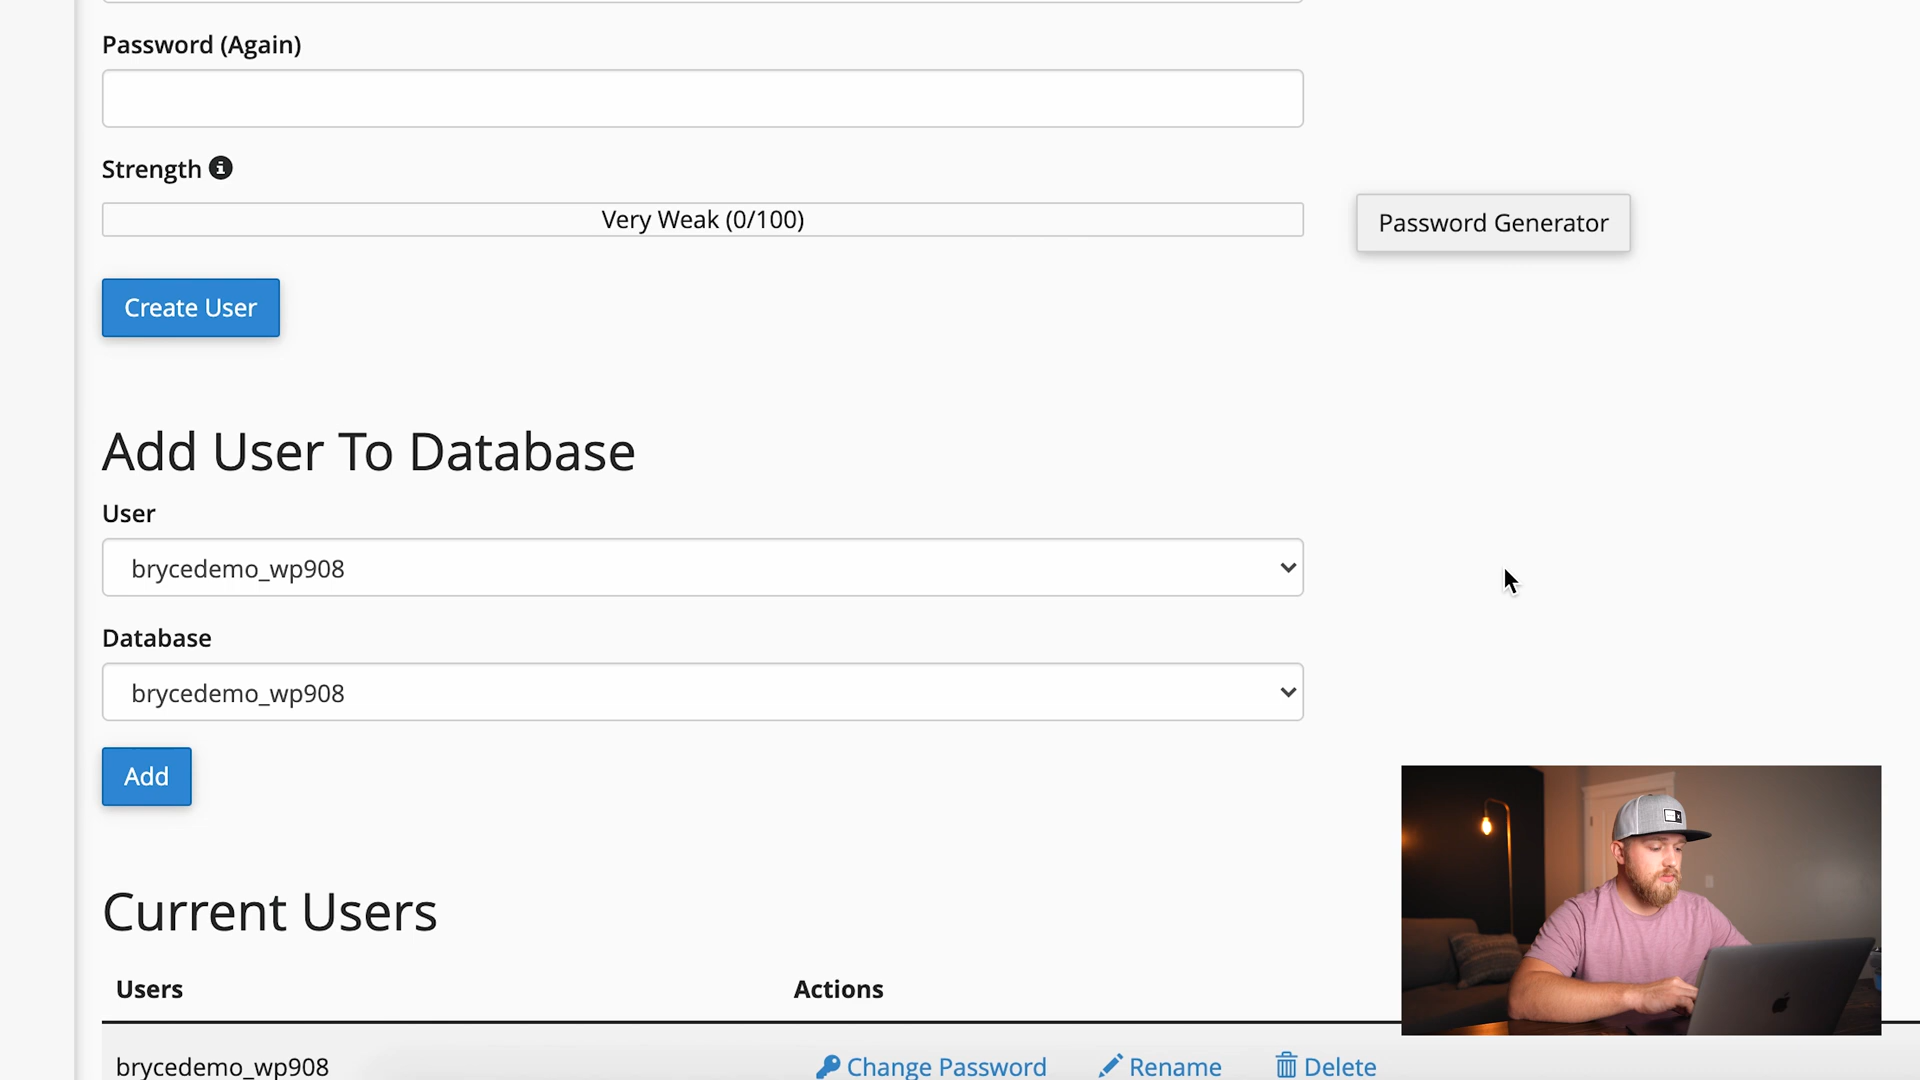 Password (Again)
Strength
Very Weak (0/100)
Password Generator
Create User
Add User To Database
User
brycedemo_wp908
Database
brycedemo_wp908
Add
Current Users
Users Actions
brycedemo_wp908 Change Password Rename Delete